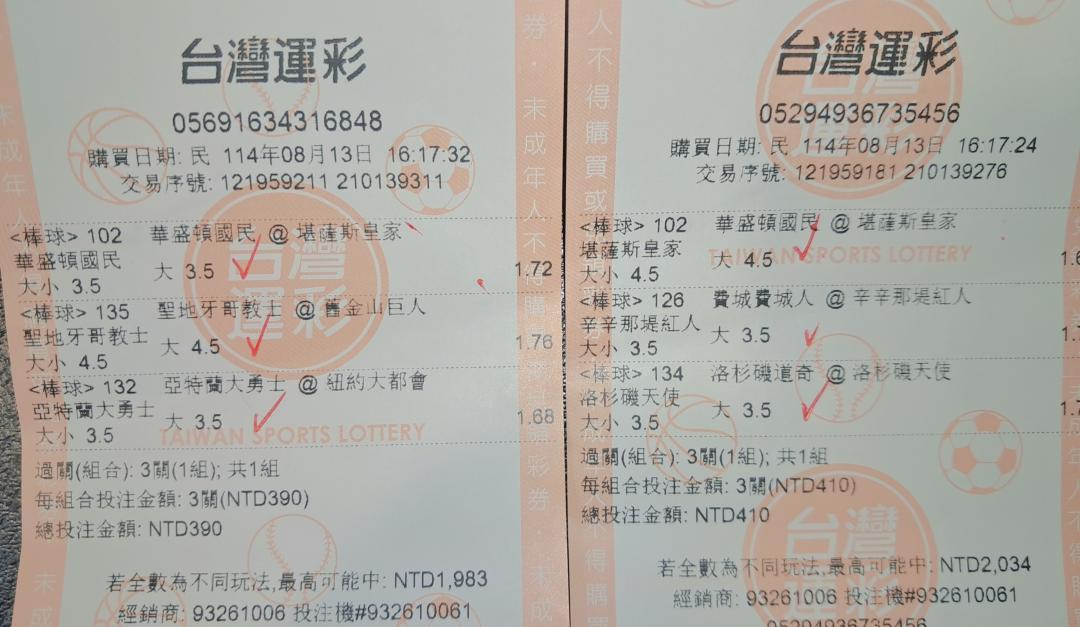 台灣運彩
05691634316848
購買日期: 民 114年08月13日 16:17:32
交易序號: 121959211 210139311
<棒球> 102 華盛頓國民 @ 堪薩斯皇家
華盛頓國民 大 3.5 1.72
大小 3.5
<棒球> 135 聖地牙哥教士 @ 舊金山巨人
聖地牙哥教士 大 4.5 1.76
大小 4.5
<棒球> 132 亞特蘭大勇士 @ 紐約大都會
亞特蘭大勇士 大 3.5 1.68
大小 3.5
TAIWAN SPORTS LOTTERY
過關(組合): 3關(1組); 共1組
每組合投注金額: 3關(NTD390)
總投注金額: NTD390
若全數為不同玩法,最高可能中: NTD1,983
經銷商: 93261006 投注機#932610061
台灣運彩
券．未成年人不得購
彩券．未成
台灣運彩
05294936735456
購買日期: 民 114年08月13日 16:17:24
交易序號: 121959181 210139276
<棒球> 102 華盛頓國民 @ 堪薩斯皇家
堪薩斯皇家 大 4.5
大小 4.5
TAIWAN SPORTS LOTTERY
<棒球> 126 費城費城人 @ 辛辛那堤紅人
辛辛那堤紅人 大 3.5
大小 3.5
<棒球> 134 洛杉磯道奇 @ 洛杉磯天使
洛杉磯天使 大 3.5
大小 3.5
過關(組合): 3關(1組); 共1組
每組合投注金額: 3關(NTD410)
總投注金額: NTD410
若全數為不同玩法,最高可能中: NTD2,034
經銷商: 93261006 投注機#932610061
05294936735456
台灣
人不得購買或